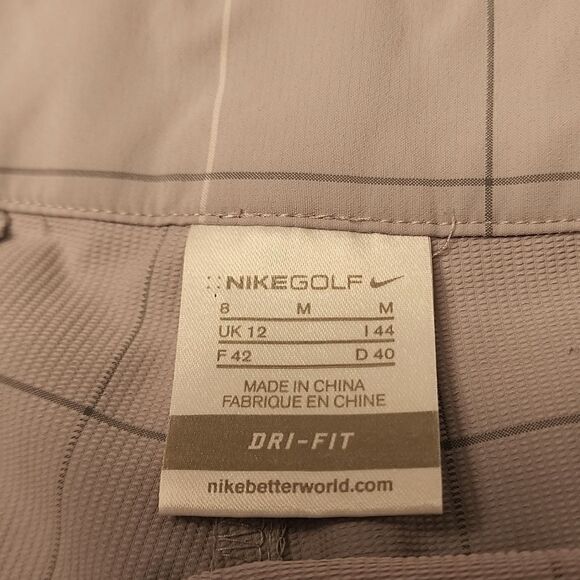 NIKEGOLF
8 M M
UK 12 I 44
F 42 D 40
MADE IN CHINA
FABRIQUE EN CHINE
DRI-FIT
nikebetterworld.com